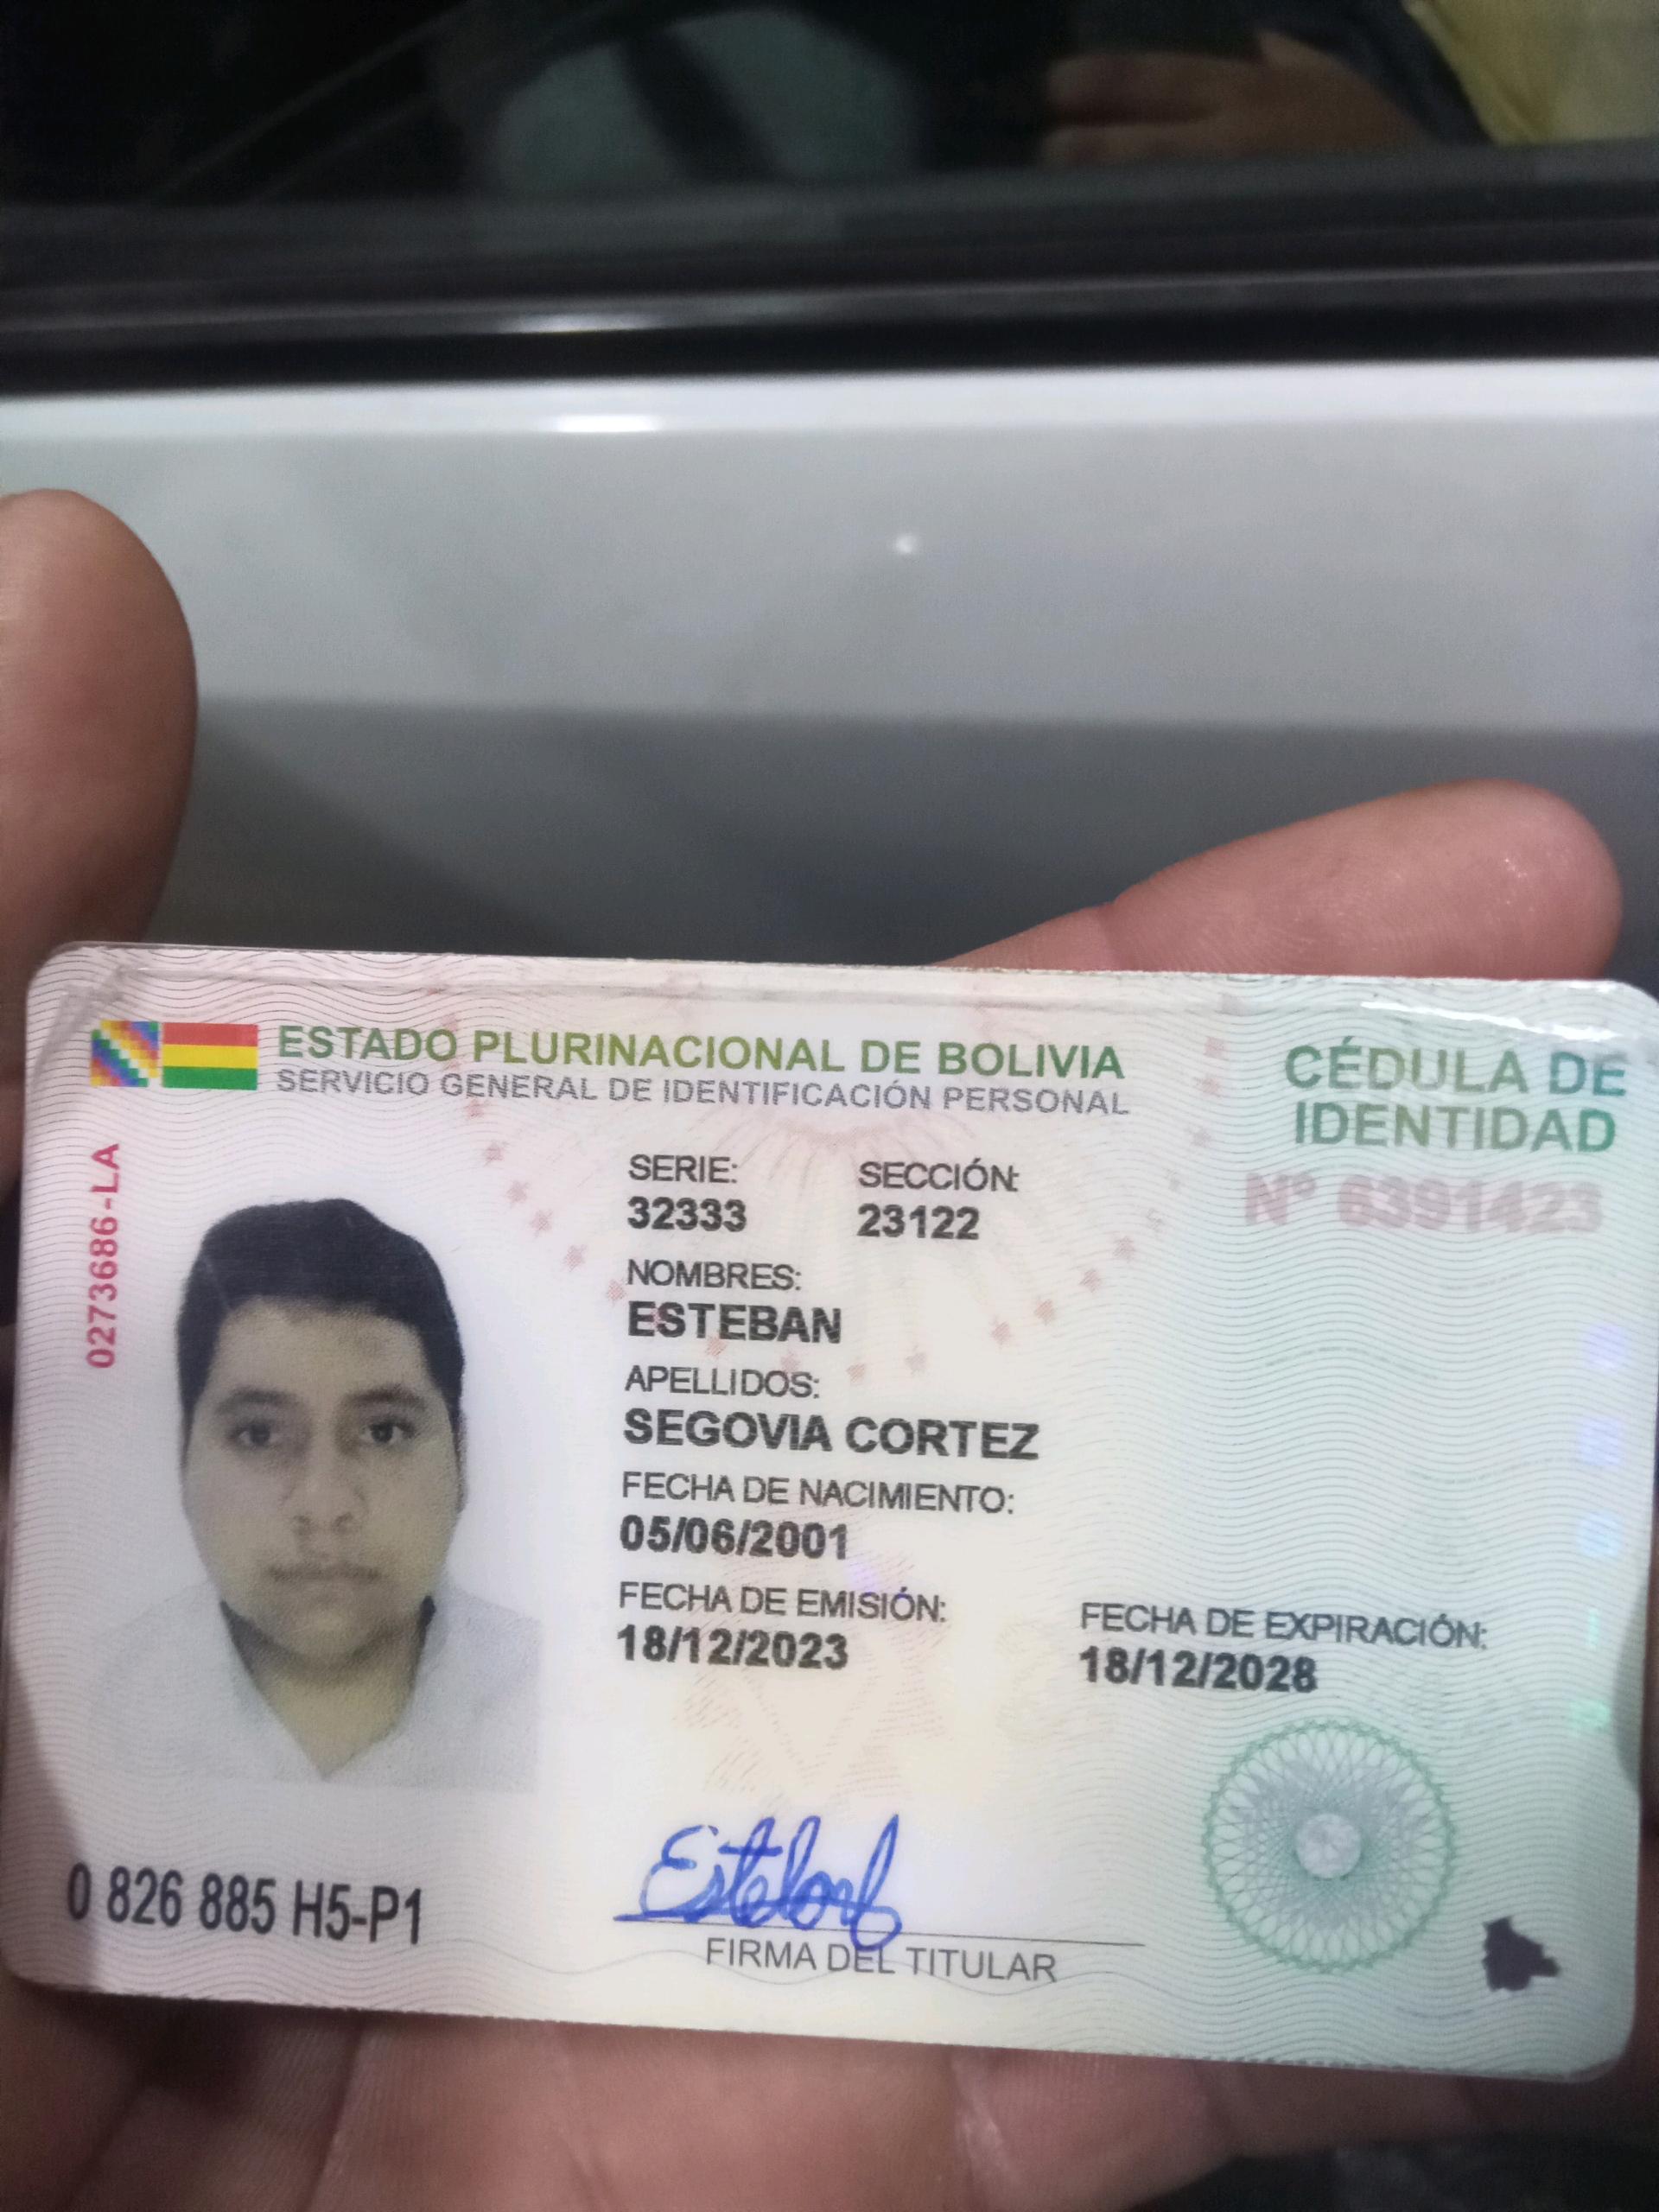 ESTADO PLURINACIONAL DE BOLIVIA
SERVICIO GENERAL DE IDENTIFICACIÓN PERSONAL
CÉDULA DE
IDENTIDAD
Nº 6391423
0273686-LA
SERIE: SECCIÓN:
32333 23122
NOMBRES:
ESTEBAN
APELLIDOS:
SEGOVIA CORTEZ
FECHA DE NACIMIENTO:
05/06/2001
FECHA DE EMISIÓN: FECHA DE EXPIRACIÓN:
18/12/2023 18/12/2028
0 826 885 H5-P1
FIRMA DEL TITULAR